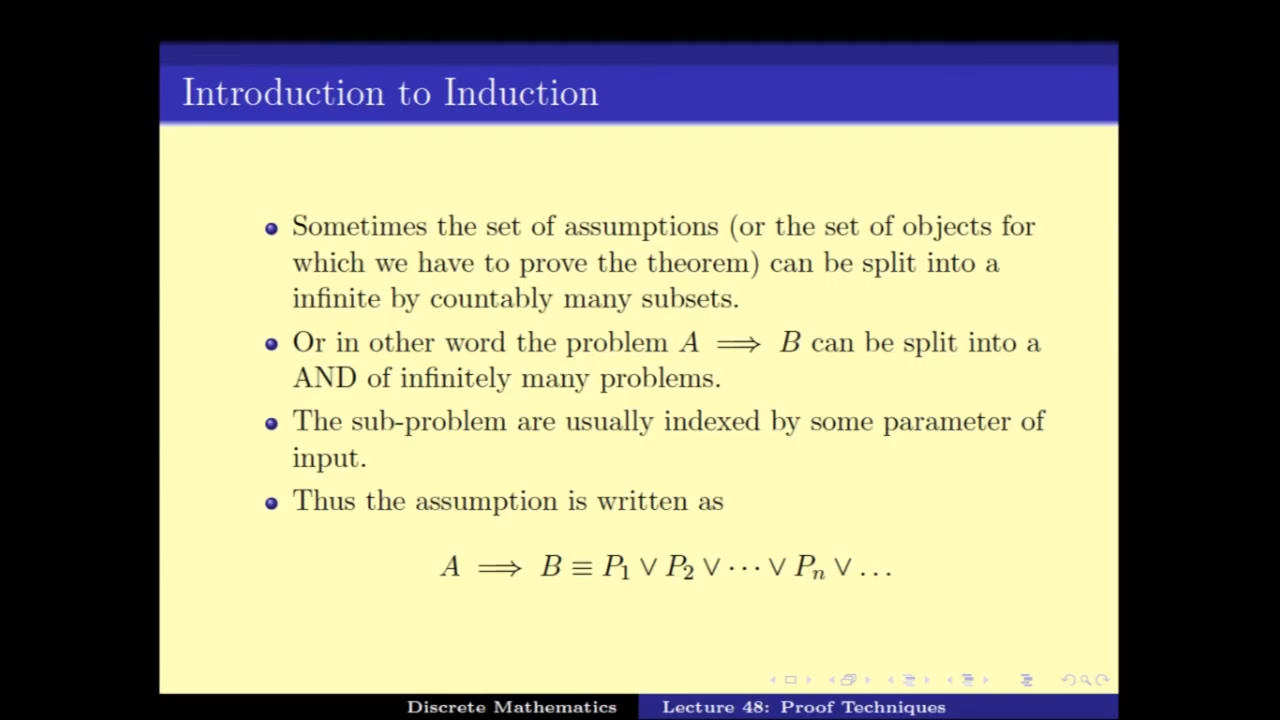 Introduction to Induction
Sometimes the set of assumptions (or the set of objects for
which we have to prove the theorem) can be split into a
infinite by countably many subsets.
Or in other word the problem A ⟹ B can be split into a
AND of infinitely many problems.
The sub-problem are usually indexed by some parameter of
input.
Thus the assumption is written as
A ⟹ B ≡ P₁ ∨ P₂ ∨ ⋯ ∨ Pₙ ∨ …
Discrete Mathematics Lecture 48: Proof Techniques